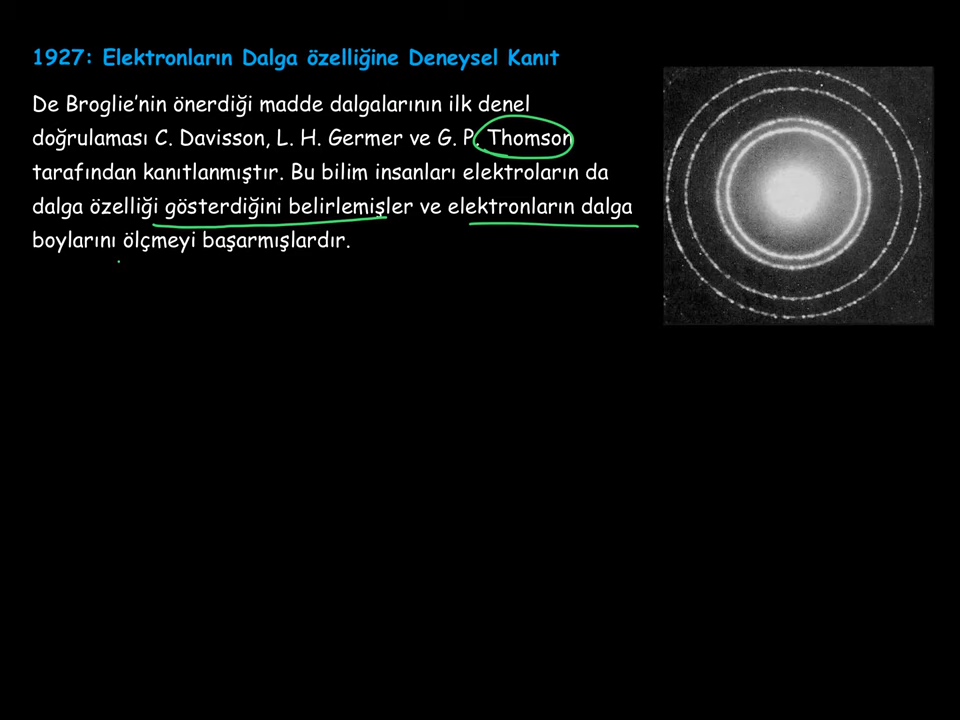 1927: Elektronların Dalga özelliğine Deneysel Kanıt
De Broglie'nin önerdiği madde dalgalarının ilk denel
doğrulaması C. Davisson, L. H. Germer ve G. P. Thomson
tarafından kanıtlanmıştır. Bu bilim insanları elektroların da
dalga özelliği gösterdiğini belirlemişler ve elektronların dalga
boylarını ölçmeyi başarmışlardır.